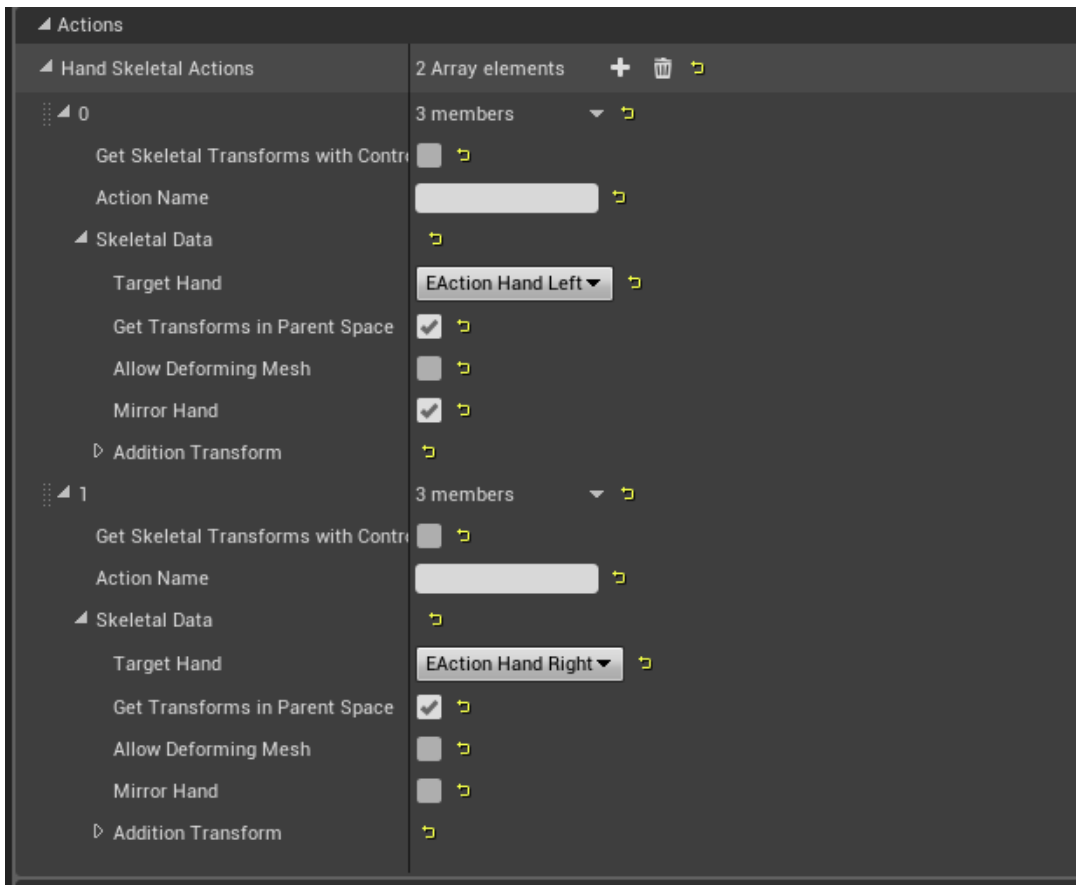 Actions
Hand Skeletal Actions 2 Array elements
0 3 members
Get Skeletal Transforms with Contr
Action Name
Skeletal Data
Target Hand EAction Hand Left
Get Transforms in Parent Space
Allow Deforming Mesh
Mirror Hand
Addition Transform
1 3 members
Get Skeletal Transforms with Contr
Action Name
Skeletal Data
Target Hand EAction Hand Right
Get Transforms in Parent Space
Allow Deforming Mesh
Mirror Hand
Addition Transform